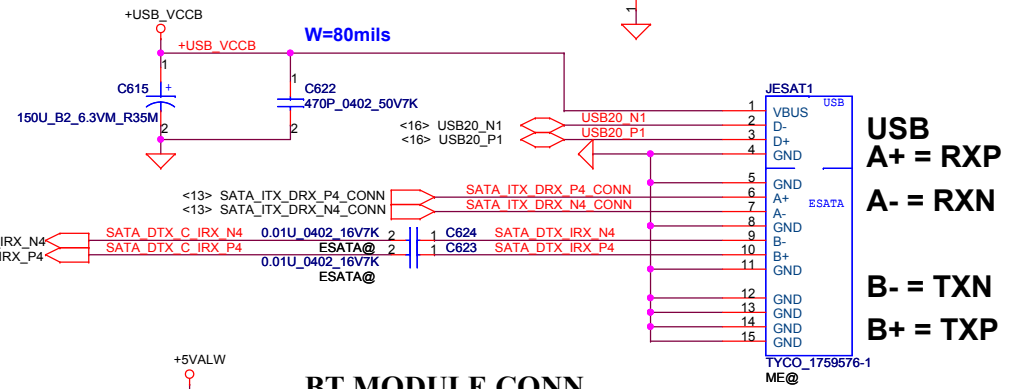 +USB_VCCB
+USB_VCCB
W=80mils
1
1
1
C615
+
C622
470P_0402_50V7K
150U_B2_6.3VM_R35M
2
2
JESAT1
USB
1 VBUS
2 D-
3 D+
4 GND
<16> USB20_N1 USB20_N1
<16> USB20_P1 USB20_P1
USB
A+ = RXP
5 GND
6 A+
7 A-
8 GND
9 B-
10 B+
11 GND
ESATA
<13> SATA_ITX_DRX_P4_CONN SATA_ITX_DRX_P4_CONN
<13> SATA_ITX_DRX_N4_CONN SATA_ITX_DRX_N4_CONN
A- = RXN
IRX_N4 SATA_DTX_C_IRX_N4 0.01U_0402_16V7K 2 1 C624 SATA_DTX_IRX_N4
ESATA@
IRX_P4 SATA_DTX_C_IRX_P4 2 1 C623 SATA_DTX_IRX_P4
0.01U_0402_16V7K
ESATA@
12 GND
13 GND
14 GND
15 GND
B- = TXN
B+ = TXP
TYCO_1759576-1
ME@
+5VALW
BT MODULE CONN